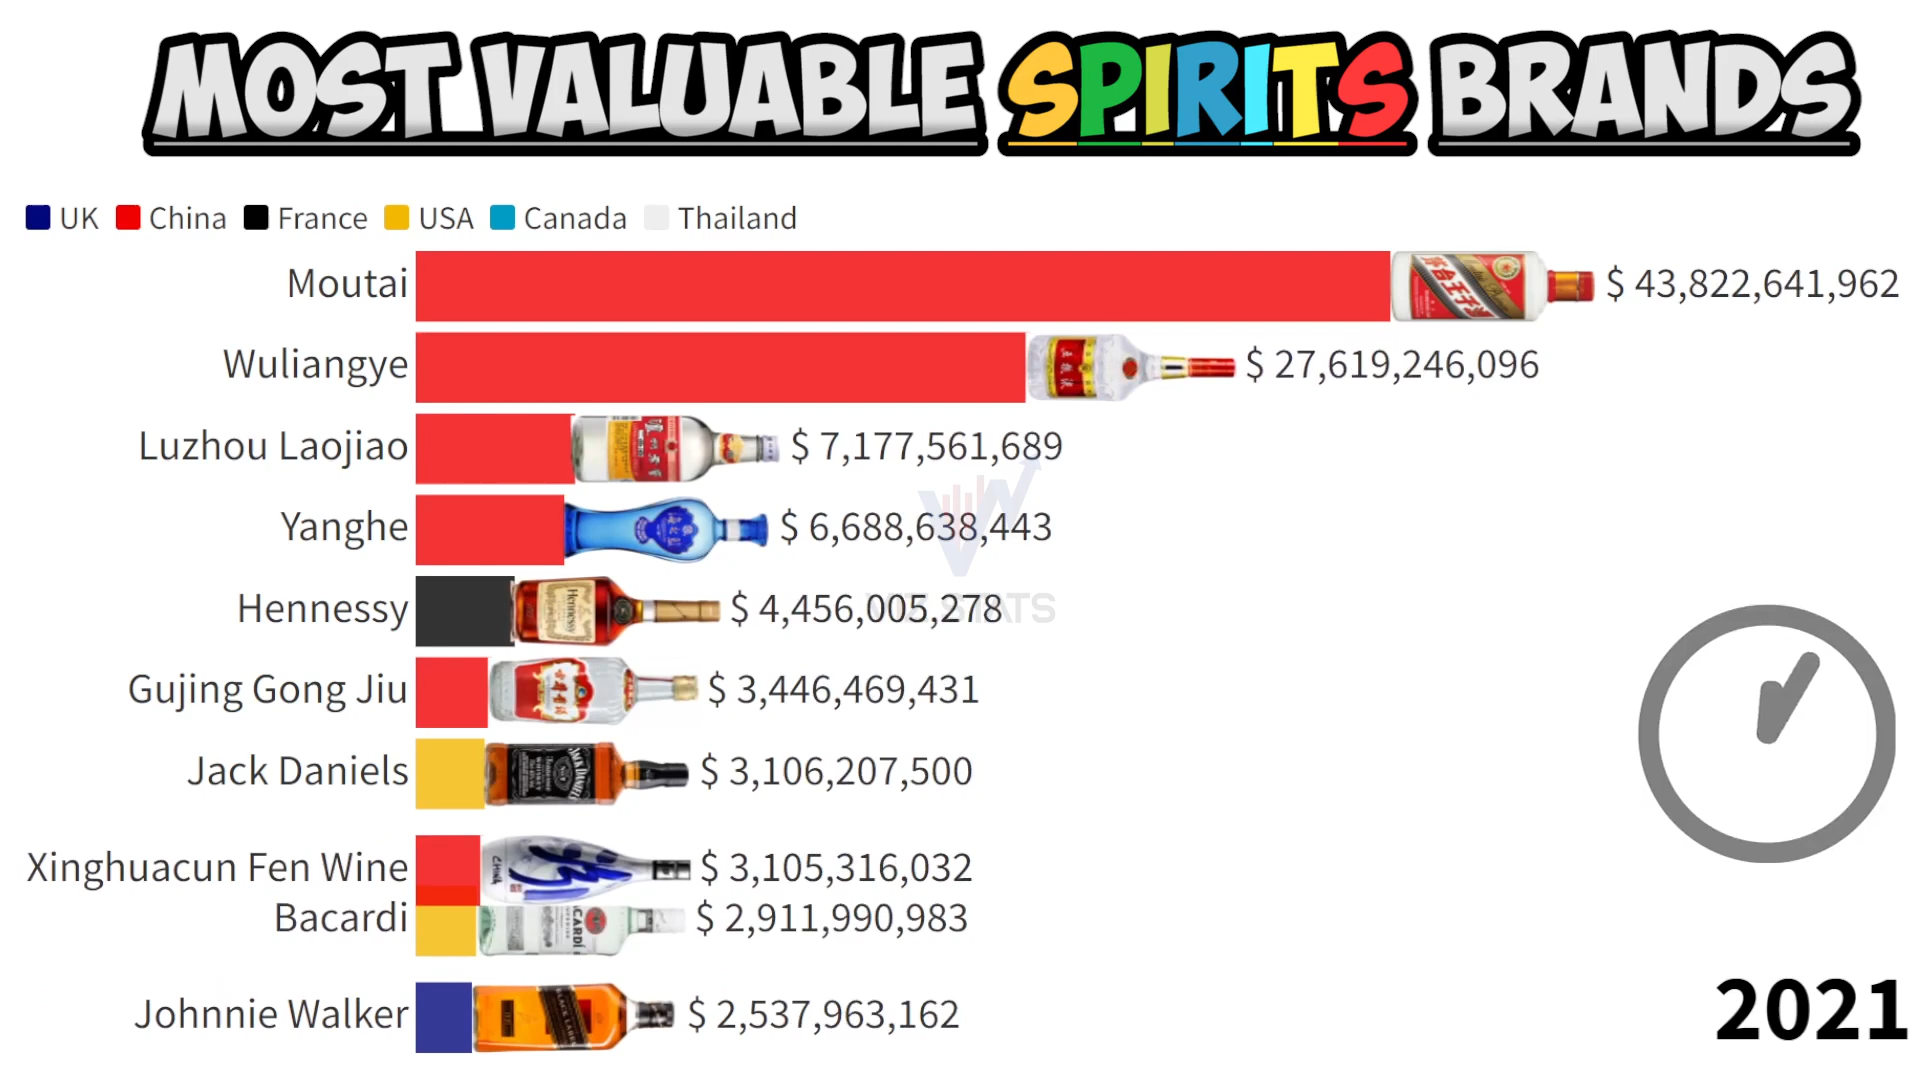 MOST VALUABLE SPIRITS BRANDS
UK China France USA Canada Thailand
Moutai $ 43,822,641,962
Wuliangye $ 27,619,246,096
Luzhou Laojiao $ 7,177,561,689
Yanghe $ 6,688,638,443
Hennessy $ 4,456,005,278
Gujing Gong Jiu $ 3,446,469,431
Jack Daniels $ 3,106,207,500
Xinghuacun Fen Wine $ 3,105,316,032
Bacardi $ 2,911,990,983
Johnnie Walker $ 2,537,963,162
2021